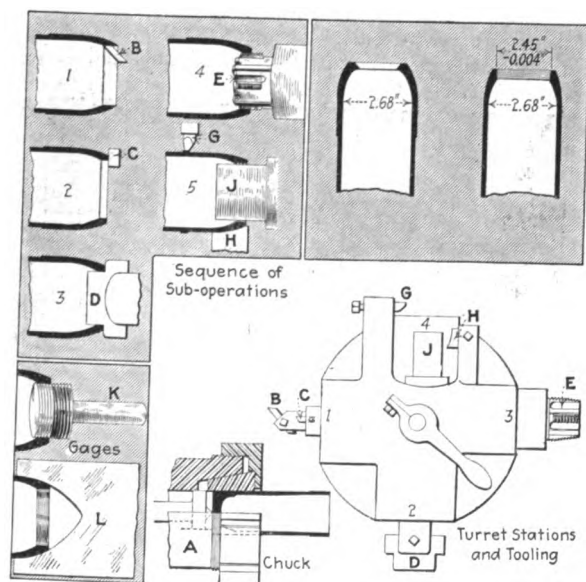 B
1
4
E
2.45"
-0.004"
2.68"
2.68"
G
C
2
5
J
H
3
D
Sequence of
Sub-operations
K
Gages
L
A
Chuck
G
4
H
J
B
C
1
3
E
2
D
Turret Stations
and Tooling